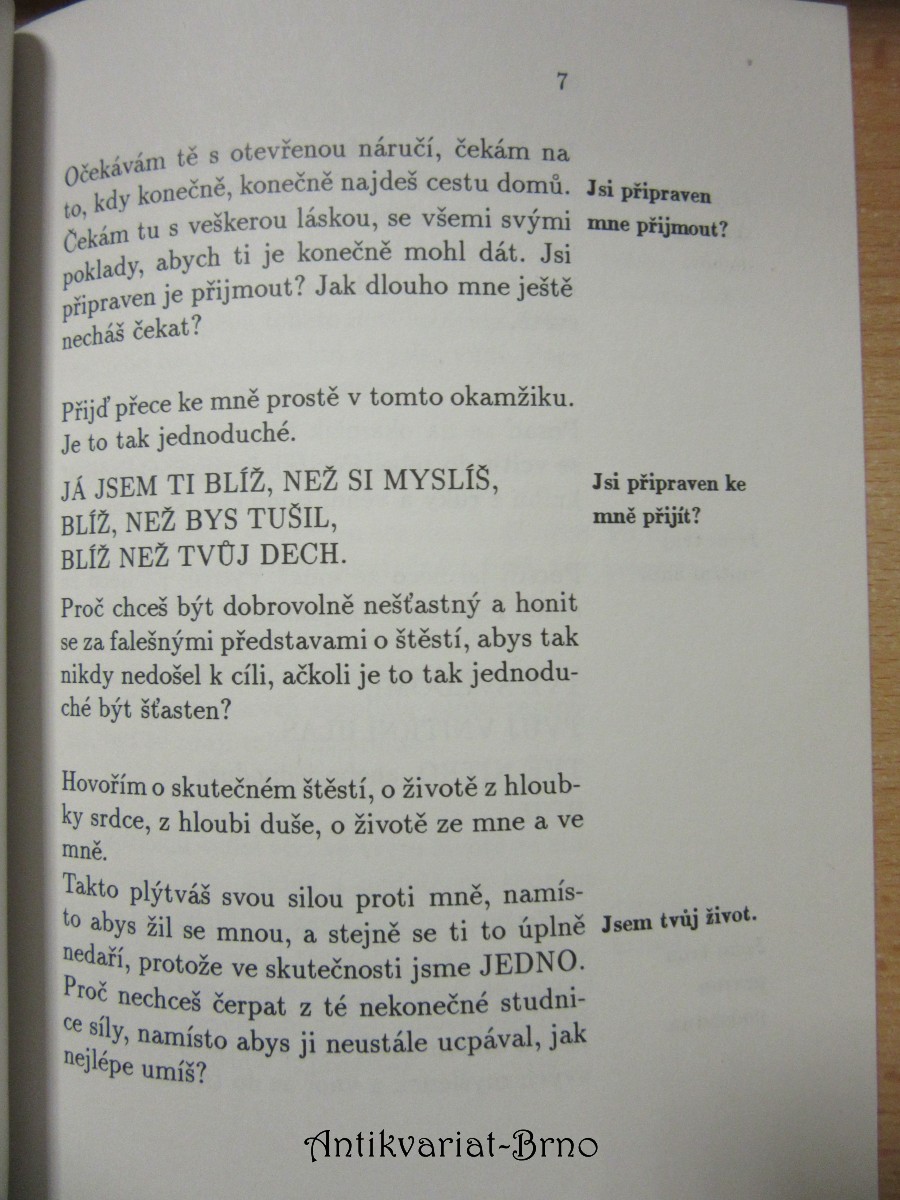 7
Očekávám tě s otevřenou náručí, čekám na
to, kdy konečně, konečně najdeš cestu domů.
Čekám tu s veškerou láskou, se všemi svými
poklady, abych ti je konečně mohl dát. Jsi
připraven je přijmout? Jak dlouho mne ještě
necháš čekat?
Jsi připraven
mne přijmout?
Přijď přece ke mně prostě v tomto okamžiku.
Je to tak jednoduché.
JÁ JSEM TI BLÍŽ, NEŽ SI MYSLÍŠ,
BLÍŽ, NEŽ BYS TUŠIL,
BLÍŽ NEŽ TVŮJ DECH.
Jsi připraven ke
mně přijít?
Proč chceš být dobrovolně nešťastný a honit
se za falešnými představami o štěstí, abys tak
nikdy nedošel k cíli, ačkoli je to tak jednodu-
ché být šťasten?
Hovořím o skutečném štěstí, o životě z hloub-
ky srdce, z hloubi duše, o životě ze mne a ve
mně.
Takto plýtváš svou silou proti mně, namís-
to abys žil se mnou, a stejně se ti to úplně
nedaří, protože ve skutečnosti jsme JEDNO.
Proč nechceš čerpat z té nekonečné studni-
ce síly, namísto abys ji neustále ucpával, jak
nejlépe umíš?
Jsem tvůj život.
Antikvariat-Brno